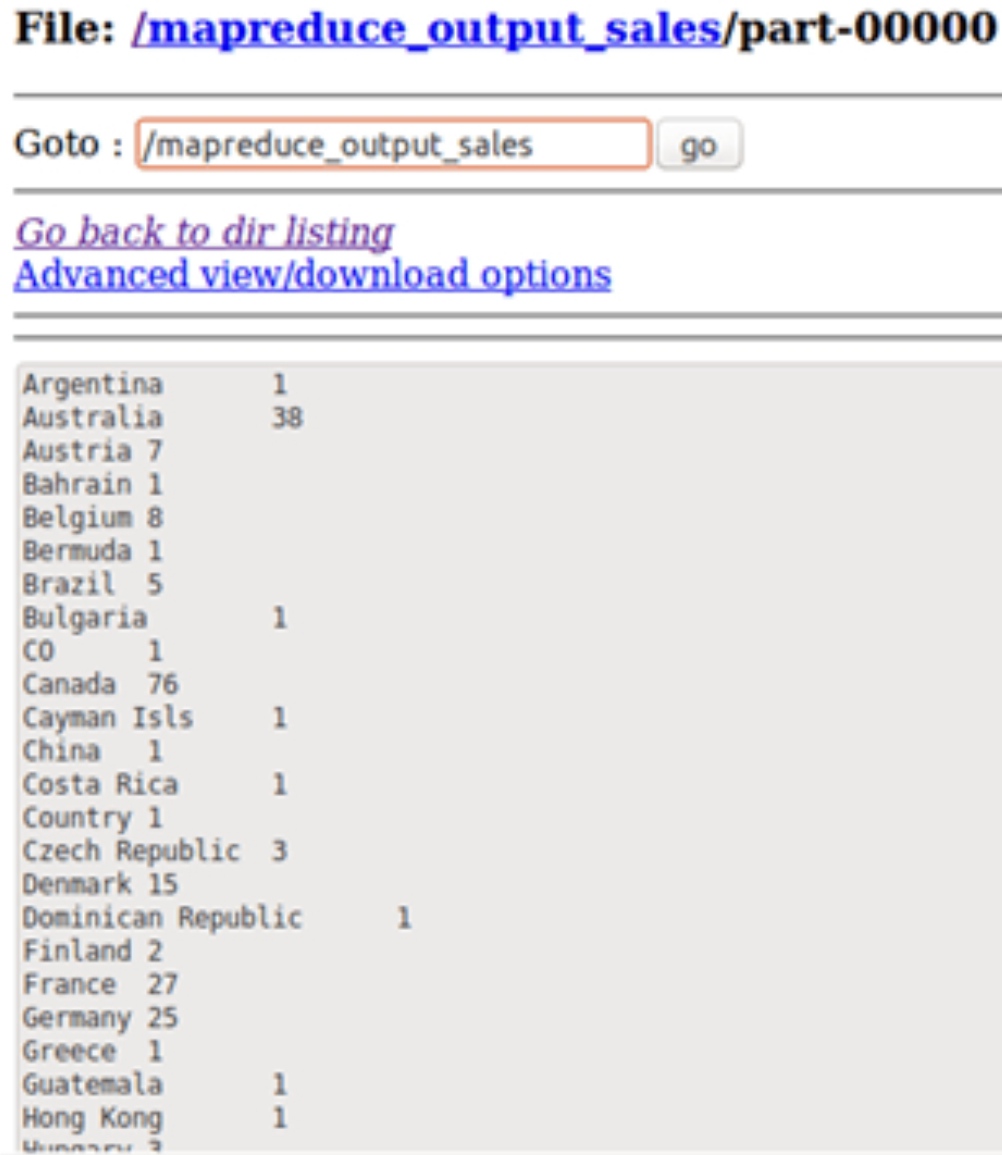 File: /mapreduce_output_sales/part-00000
Goto : /mapreduce_output_sales go
Go back to dir listing
Advanced view/download options
Argentina 1
Australia 38
Austria 7
Bahrain 1
Belgium 8
Bermuda 1
Brazil 5
Bulgaria 1
CO 1
Canada 76
Cayman Isls 1
China 1
Costa Rica 1
Country 1
Czech Republic 3
Denmark 15
Dominican Republic 1
Finland 2
France 27
Germany 25
Greece 1
Guatemala 1
Hong Kong 1